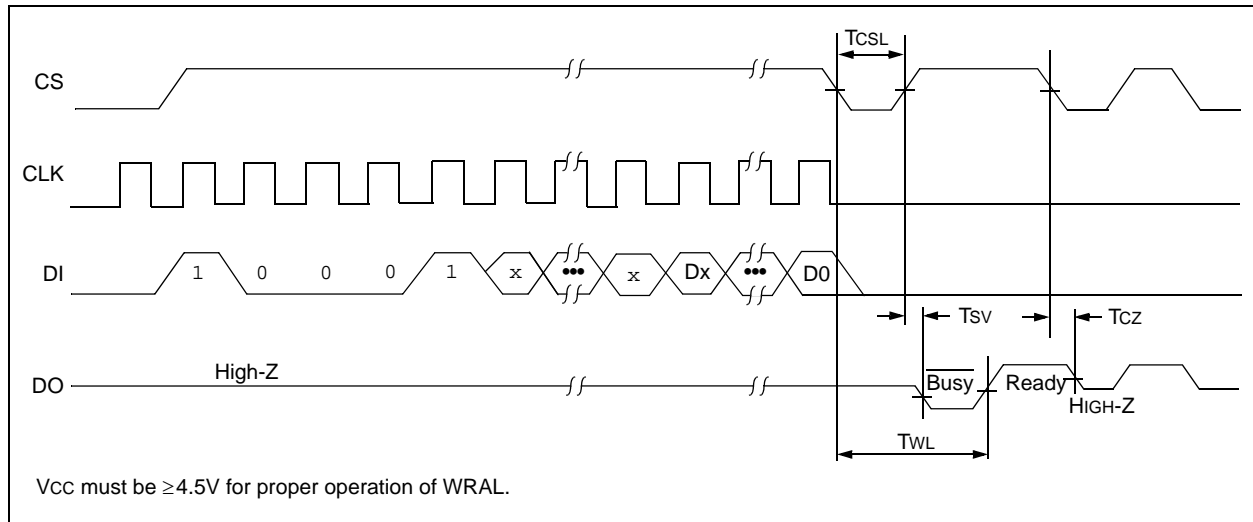 TCSL
CS
CLK
DI
1 0 0 0 1 x ••• x Dx ••• D0
TSV
TCZ
DO
High-Z
Busy
Ready
HIGH-Z
TWL
VCC must be ≥4.5V for proper operation of WRAL.